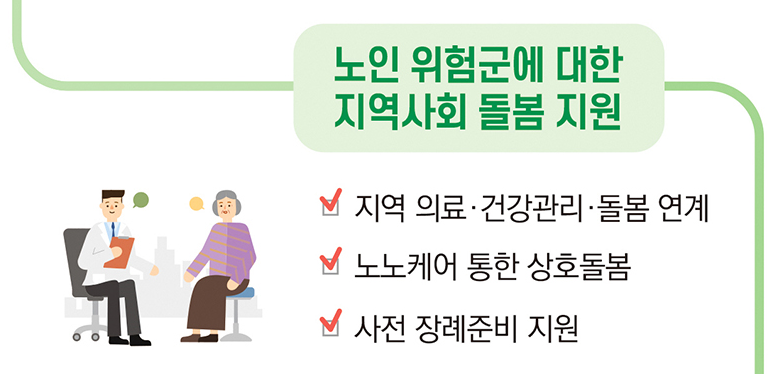 노인 위험군에 대한
지역사회 돌봄 지원
지역 의료·건강관리·돌봄 연계
노노케어 통한 상호돌봄
사전 장례준비 지원